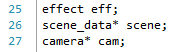 25 effect eff;
26 scene_data* scene;
27 camera* cam;